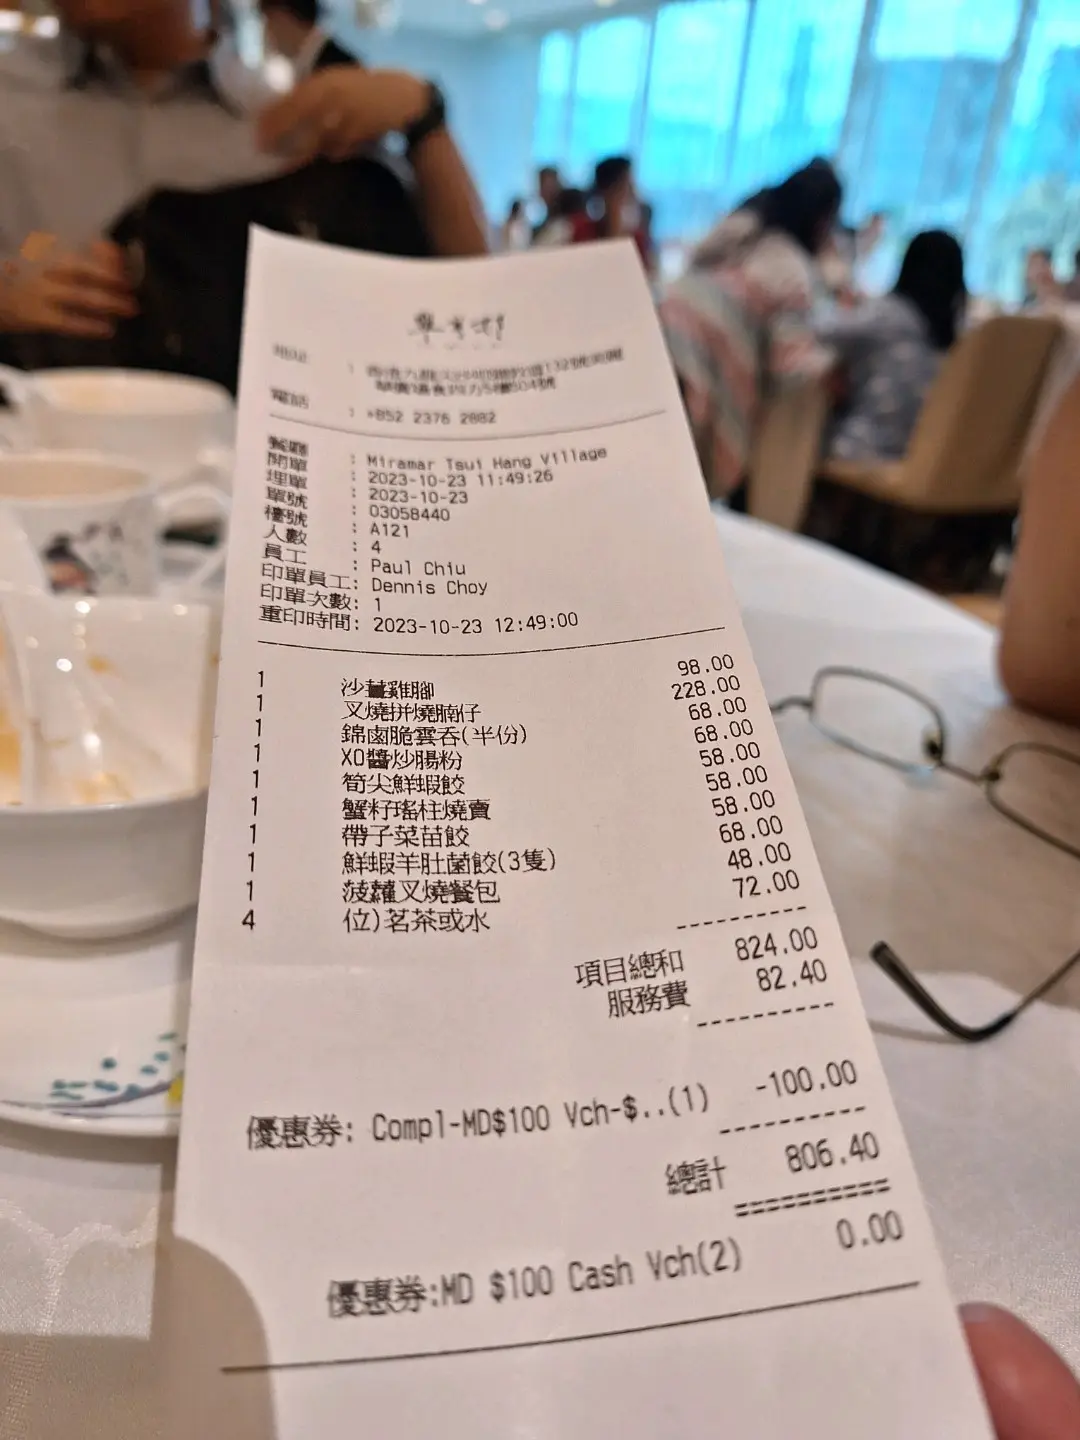 翠亨邨
地址 :
電話 : +852 2376 2882
餐廳 : Miramar Tsui Hang Village
開單 : 2023-10-23 11:49:26
埋單 : 2023-10-23
單號 : 03058440
檯號 : A121
人數 : 4
員工 : Paul Chiu
印單員工: Dennis Choy
印單次數: 1
重印時間: 2023-10-23 12:49:00
1 沙薑雞腳 98.00
1 叉燒拼燒腩仔 228.00
1 錦鹵脆雲吞(半份) 68.00
1 XO醬炒腸粉 68.00
1 筍尖鮮蝦餃 58.00
1 蟹籽瑤柱燒賣 58.00
1 帶子菜苗餃 58.00
1 鮮蝦羊肚菌餃(3隻) 68.00
1 菠蘿叉燒餐包 48.00
4 位)茗茶或水 72.00
項目總和 824.00
服務費 82.40
優惠券: Compl-MD$100 Vch-$..(1) -100.00
總計 806.40
優惠券:MD $100 Cash Vch(2) 0.00